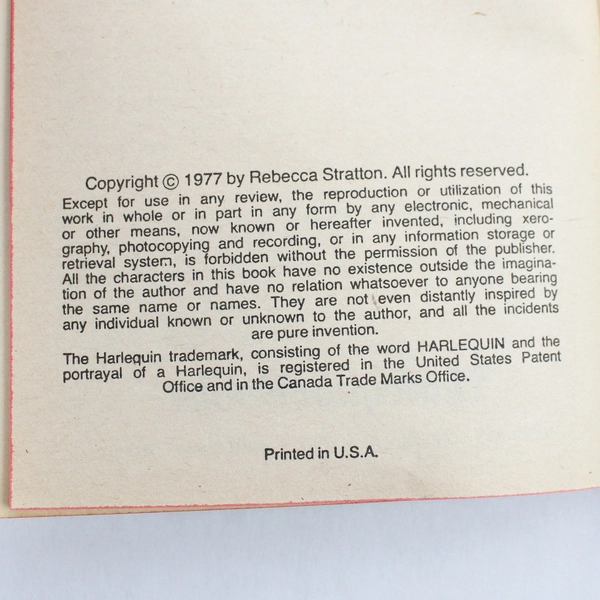 Copyright © 1977 by Rebecca Stratton. All rights reserved.
Except for use in any review, the reproduction or utilization of this
work in whole or in part in any form by any electronic, mechanical
or other means, now known or hereafter invented, including xero-
graphy, photocopying and recording, or in any information storage or
retrieval system, is forbidden without the permission of the publisher.
All the characters in this book have no existence outside the imagina-
tion of the author and have no relation whatsoever to anyone bearing
the same name or names. They are not even distantly inspired by
any individual known or unknown to the author, and all the incidents
are pure invention.
The Harlequin trademark, consisting of the word HARLEQUIN and the
portrayal of a Harlequin, is registered in the United States Patent
Office and in the Canada Trade Marks Office.
Printed in U.S.A.